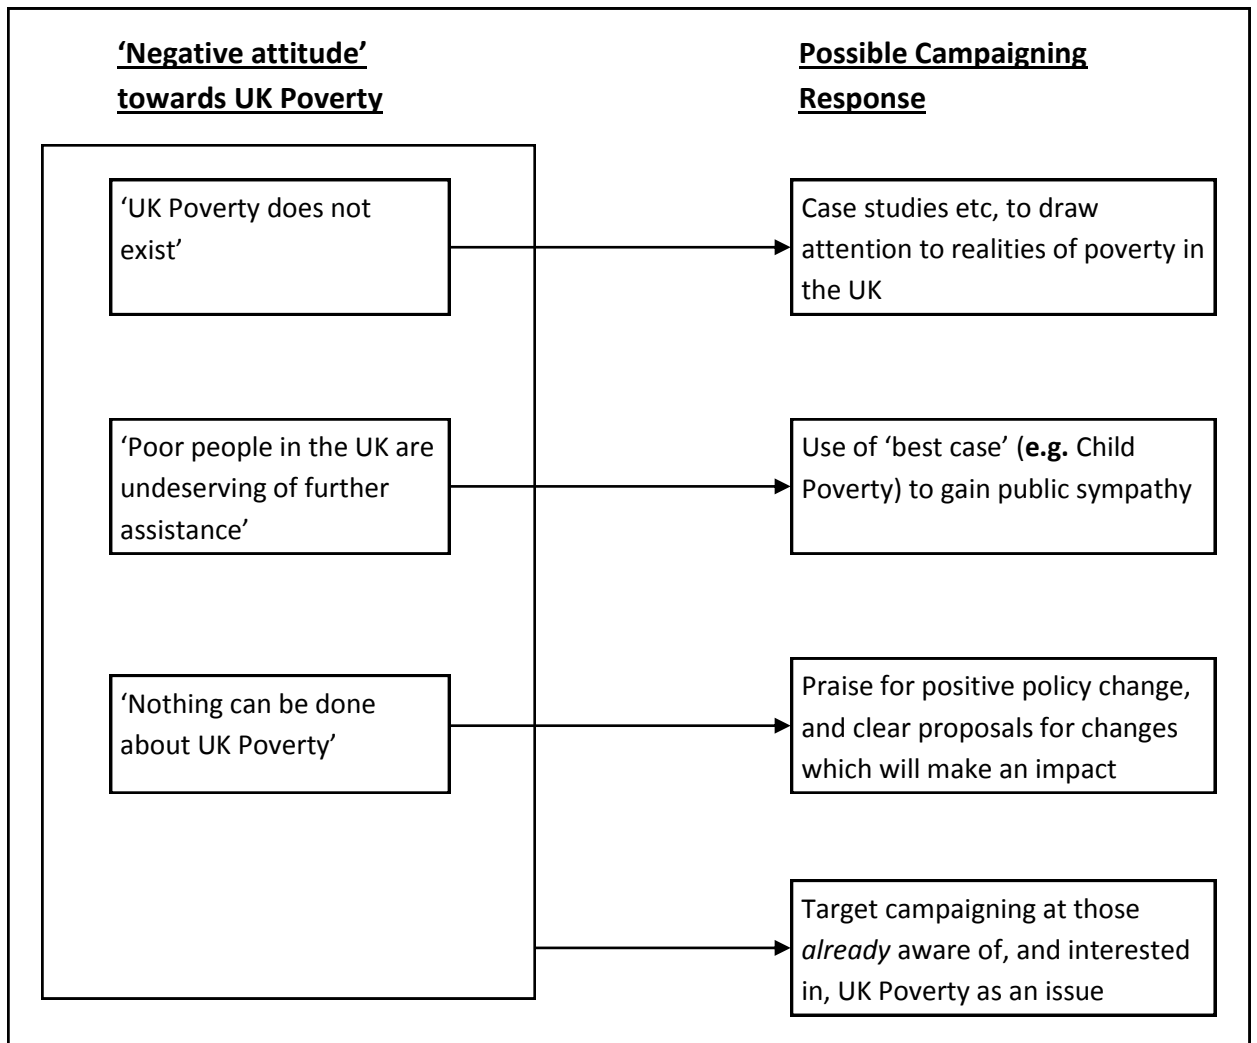 ‘Negative attitude’
towards UK Poverty
Possible Campaigning
Response
‘UK Poverty does not
exist’
Case studies etc, to draw
attention to realities of poverty in
the UK
‘Poor people in the UK are
undeserving of further
assistance’
Use of ‘best case’ (e.g. Child
Poverty) to gain public sympathy
‘Nothing can be done
about UK Poverty’
Praise for positive policy change,
and clear proposals for changes
which will make an impact
Target campaigning at those
already aware of, and interested
in, UK Poverty as an issue